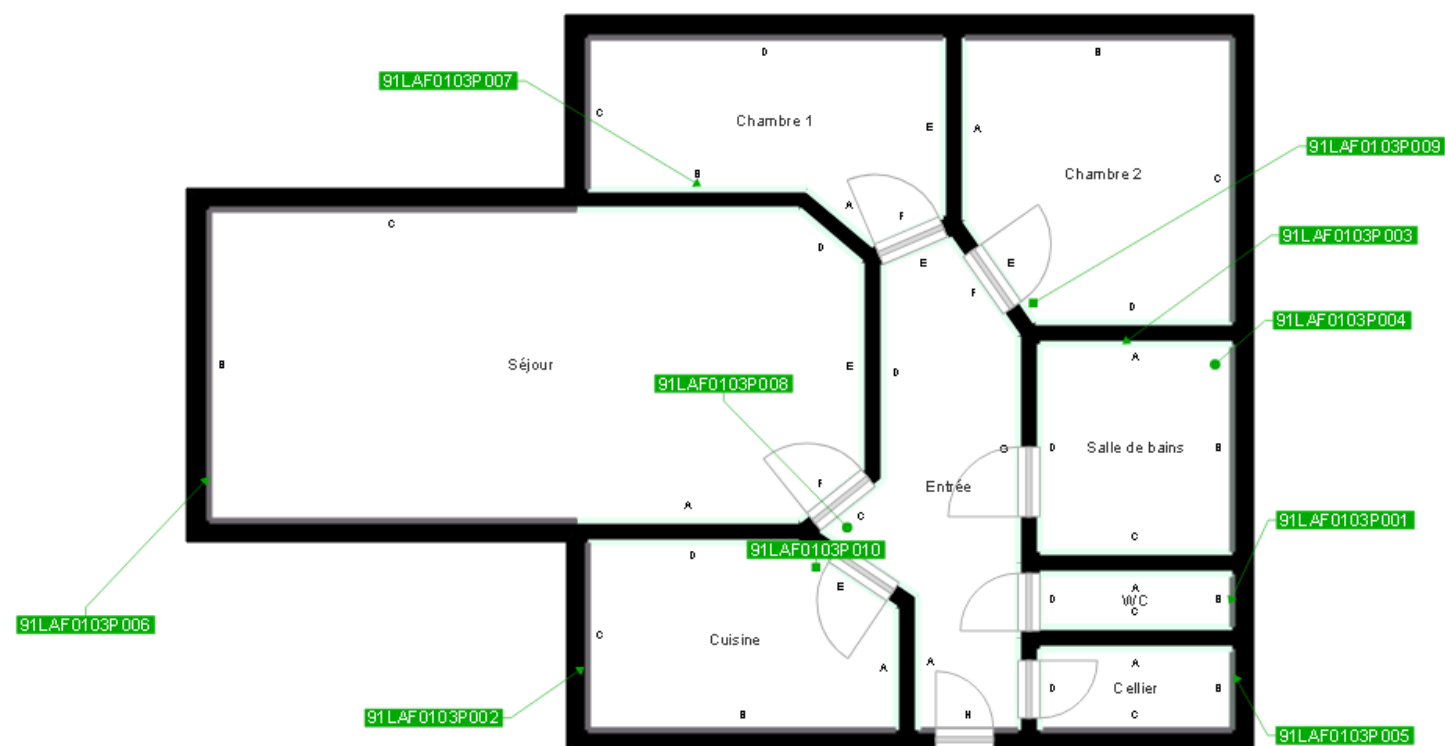 D
B
91LAF0103P007
C
Chambre 1
E
A
91LAF0103P009
B
Chambre 2
C
A
F
C
91LAF0103P003
D
E
E
F
D
91LAF0103P004
A
B
Séjour
E
D
91LAF0103P008
G
D
Salle de bains
B
F
Entrée
A
C
91LAF0103P001
C
91LAF0103P010
D
E
A
D
WC
B
C
91LAF0103P006
C
Cuisine
A
A
A
D
Cellier
B
91LAF0103P002
B
H
C
91LAF0103P005